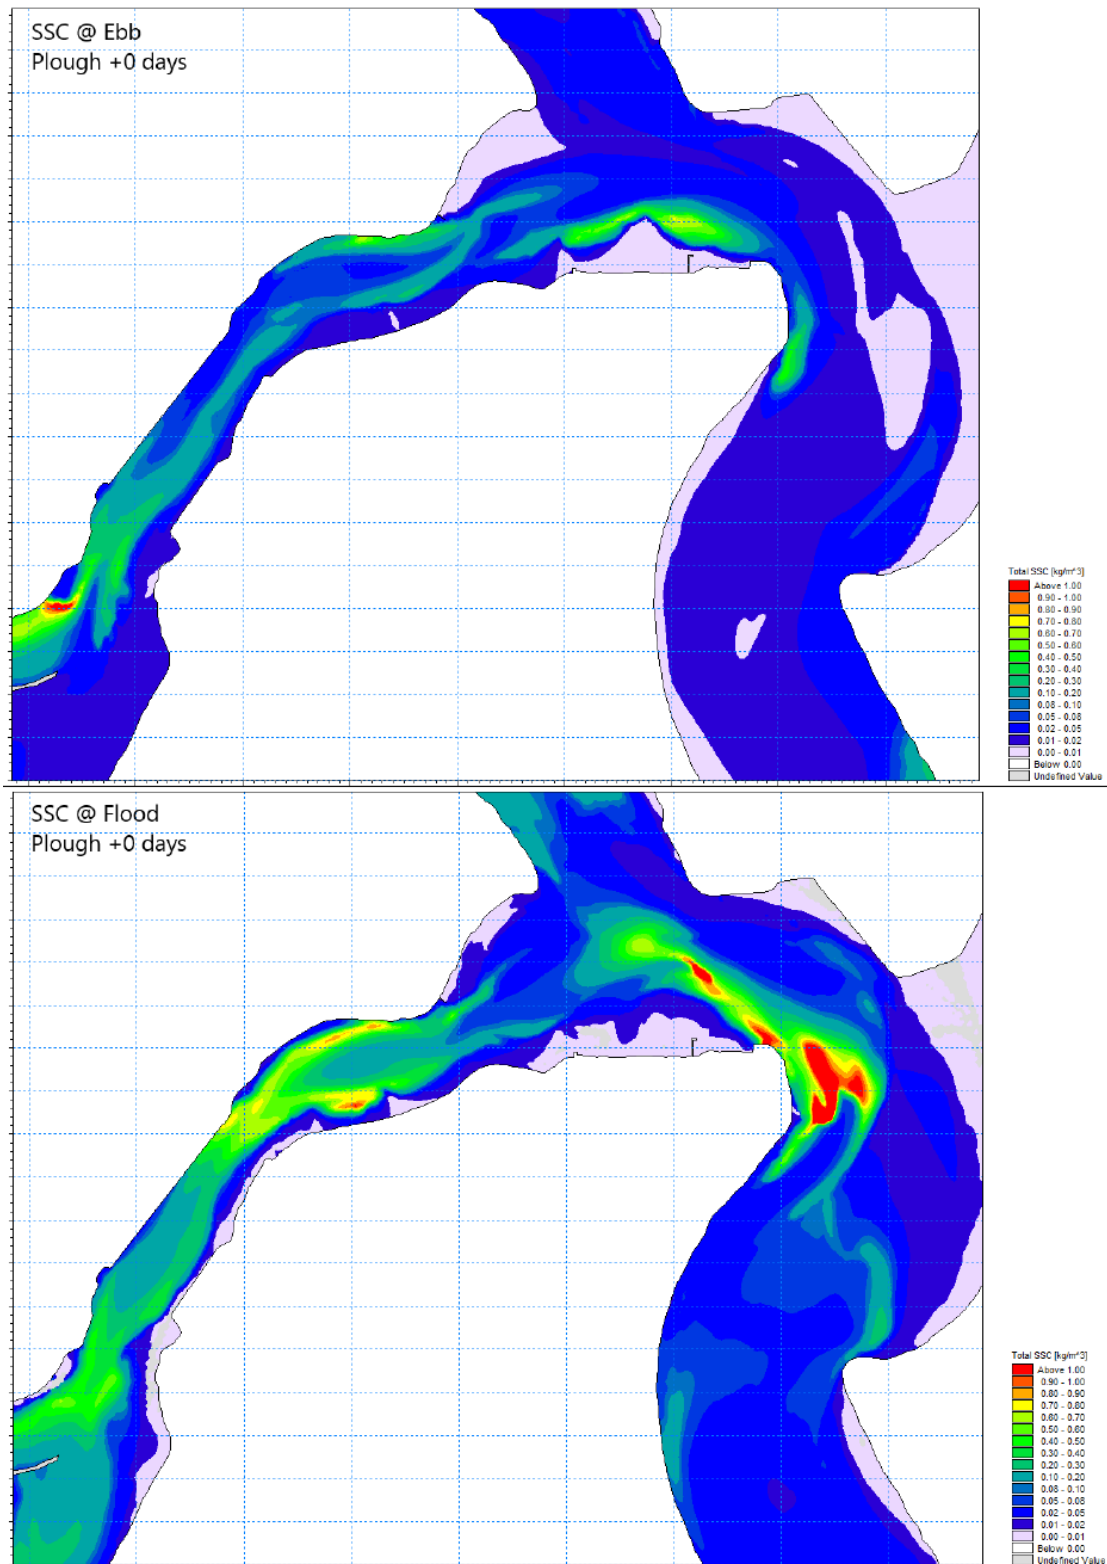 SSC @ Ebb
Plough +0 days
Total SSC [kg/m^3]
Above 1.00
0.90 - 1.00
0.80 - 0.90
0.70 - 0.80
0.60 - 0.70
0.50 - 0.60
0.40 - 0.50
0.30 - 0.40
0.20 - 0.30
0.10 - 0.20
0.08 - 0.10
0.05 - 0.08
0.02 - 0.05
0.01 - 0.02
0.00 - 0.01
Below 0.00
Undefined Value
SSC @ Flood
Plough +0 days
Total SSC [kg/m^3]
Above 1.00
0.90 - 1.00
0.80 - 0.90
0.70 - 0.80
0.60 - 0.70
0.50 - 0.60
0.40 - 0.50
0.30 - 0.40
0.20 - 0.30
0.10 - 0.20
0.08 - 0.10
0.05 - 0.08
0.02 - 0.05
0.01 - 0.02
0.00 - 0.01
Below 0.00
Undefined Value